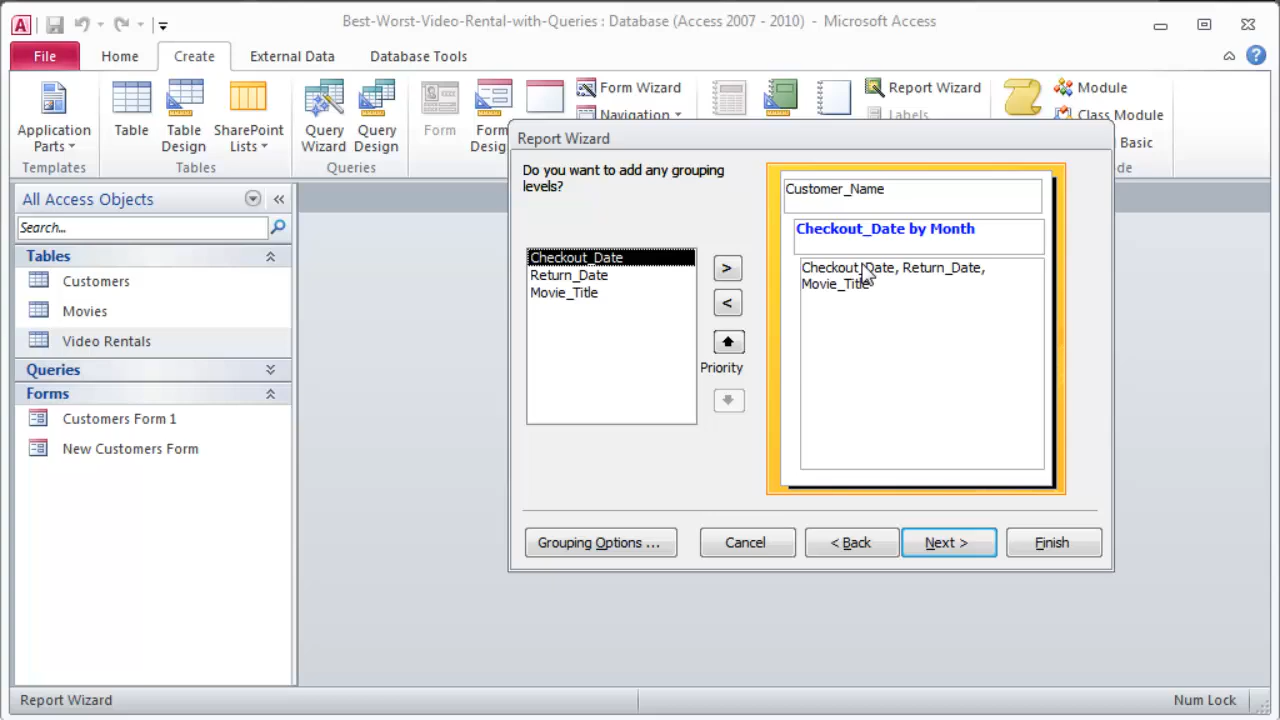 Best-Worst-Video-Rental-with-Queries : Database (Access 2007 - 2010) - Microsoft Access
File Home Create External Data Database Tools
Application Parts
Templates
Table
Table Design
SharePoint Lists
Tables
Query Wizard
Query Design
Queries
Form
Form Desig
Form Wizard
Navigation
Report Wizard
Labels
Module
Class Module
Basic
de
All Access Objects
Search...
Tables
Customers
Movies
Video Rentals
Queries
Forms
Customers Form 1
New Customers Form
Report Wizard
Do you want to add any grouping
levels?
Checkout_Date
Return_Date
Movie_Title
>
<
Priority
Customer_Name
Checkout_Date by Month
Checkout_Date, Return_Date,
Movie_Title
Grouping Options ... Cancel < Back Next > Finish
Report Wizard Num Lock